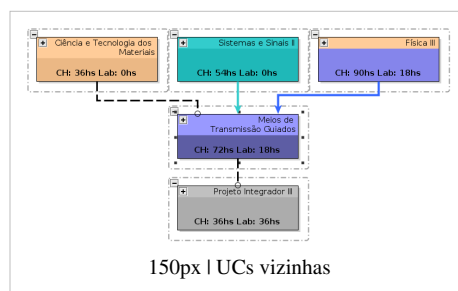 Ciência e Tecnologia dos
Materiais
CH: 36hs Lab: 0hs
Sistemas e Sinais II
CH: 54hs Lab: 0hs
Física III
CH: 90hs Lab: 18hs
Meios de
Transmissão Guiados
CH: 72hs Lab: 18hs
Projeto Integrador III
CH: 36hs Lab: 36hs
150px | UCs vizinhas